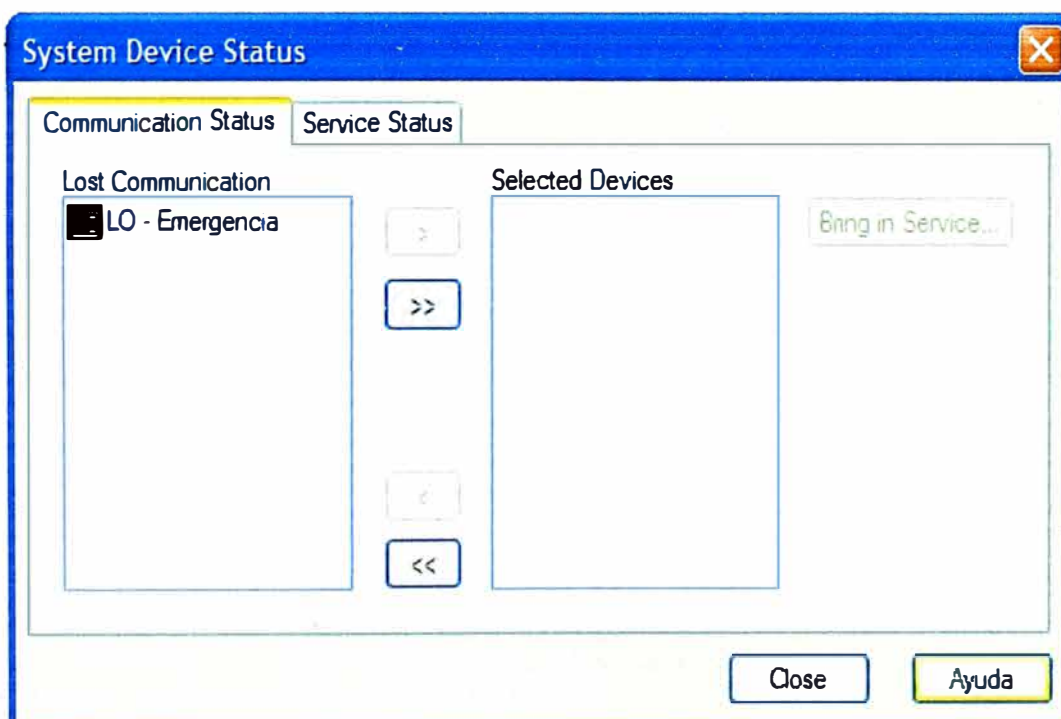 System Device Status
Communication Status
Service Status
Lost Communication
Selected Devices
LO - Emergencia
>
Bring in Service...
>>
<
<<
Close
Ayuda